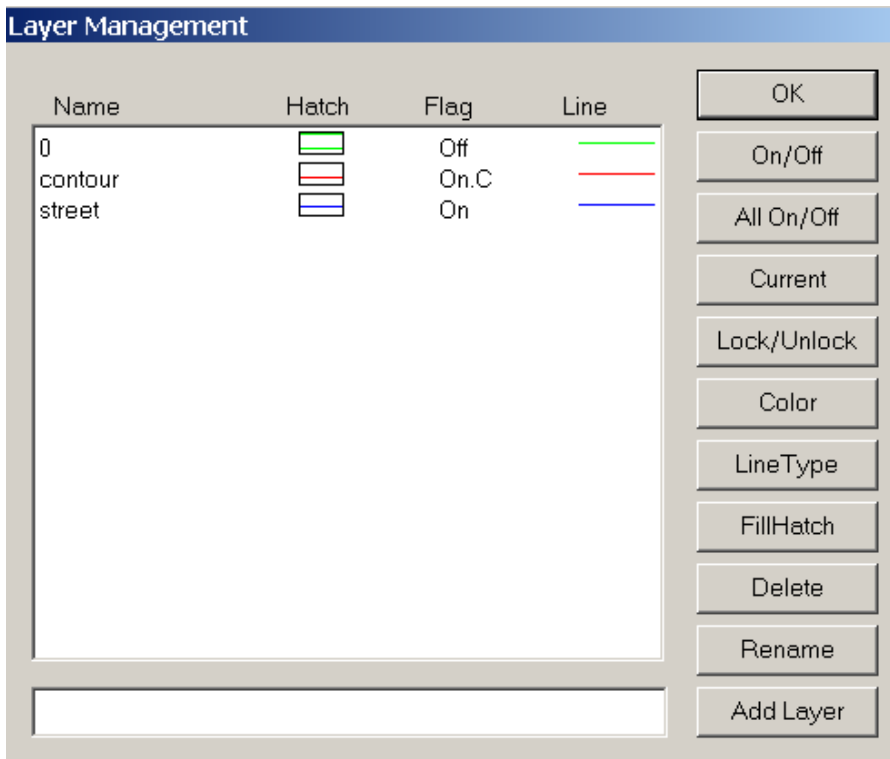 Layer Management
Name Hatch Flag Line
0 Off
contour On.C
street On
OK
On/Off
All On/Off
Current
Lock/Unlock
Color
LineType
FillHatch
Delete
Rename
Add Layer